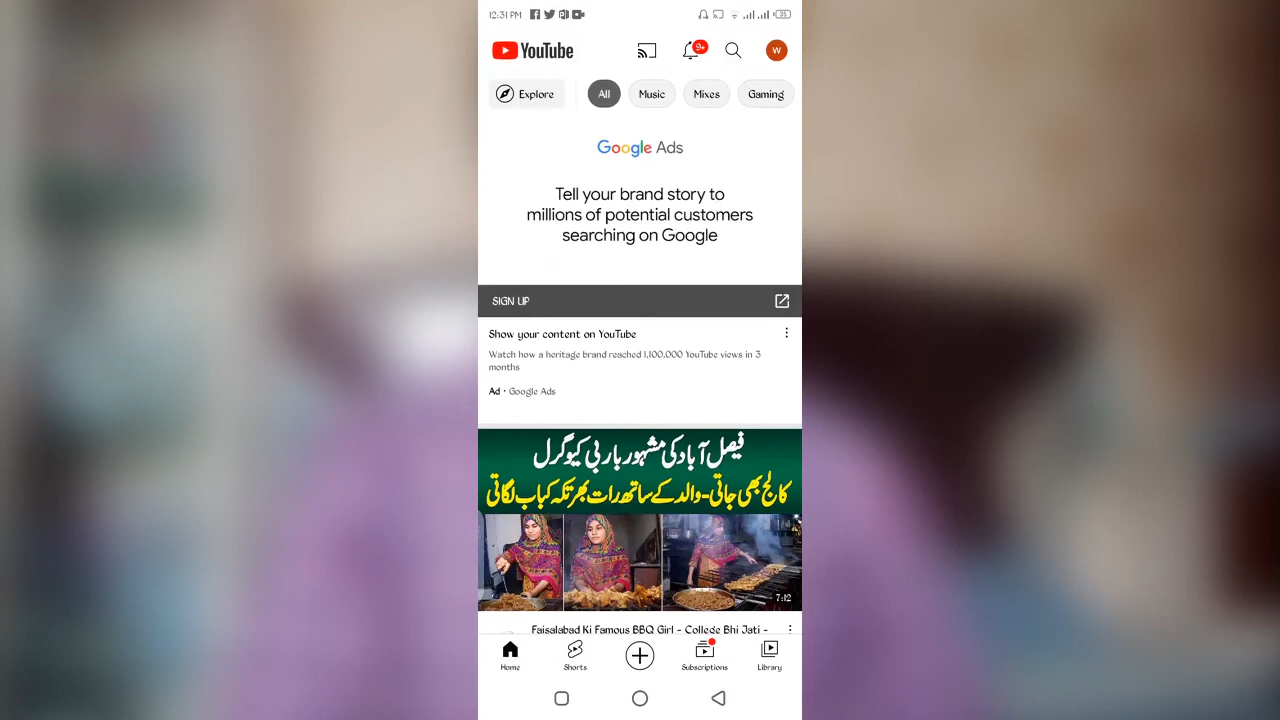 12:31 PM
35
YouTube
9+
W
Explore
All
Music
Mixes
Gaming
Google Ads
Tell your brand story to
millions of potential customers
searching on Google
SIGN UP
Show your content on YouTube
Watch how a heritage brand reached 1,100,000 YouTube views in 3
months
Ad · Google Ads
فیصل آباد کی مشہور بار بی کیو گرل
کالج بھی جاتی-والد کے ساتھ رات بھر تکہ کباب لگاتی
7:12
Faisalabad Ki Famous BBQ Girl - College Bhi Jati -
Home
Shorts
Subscriptions
Library